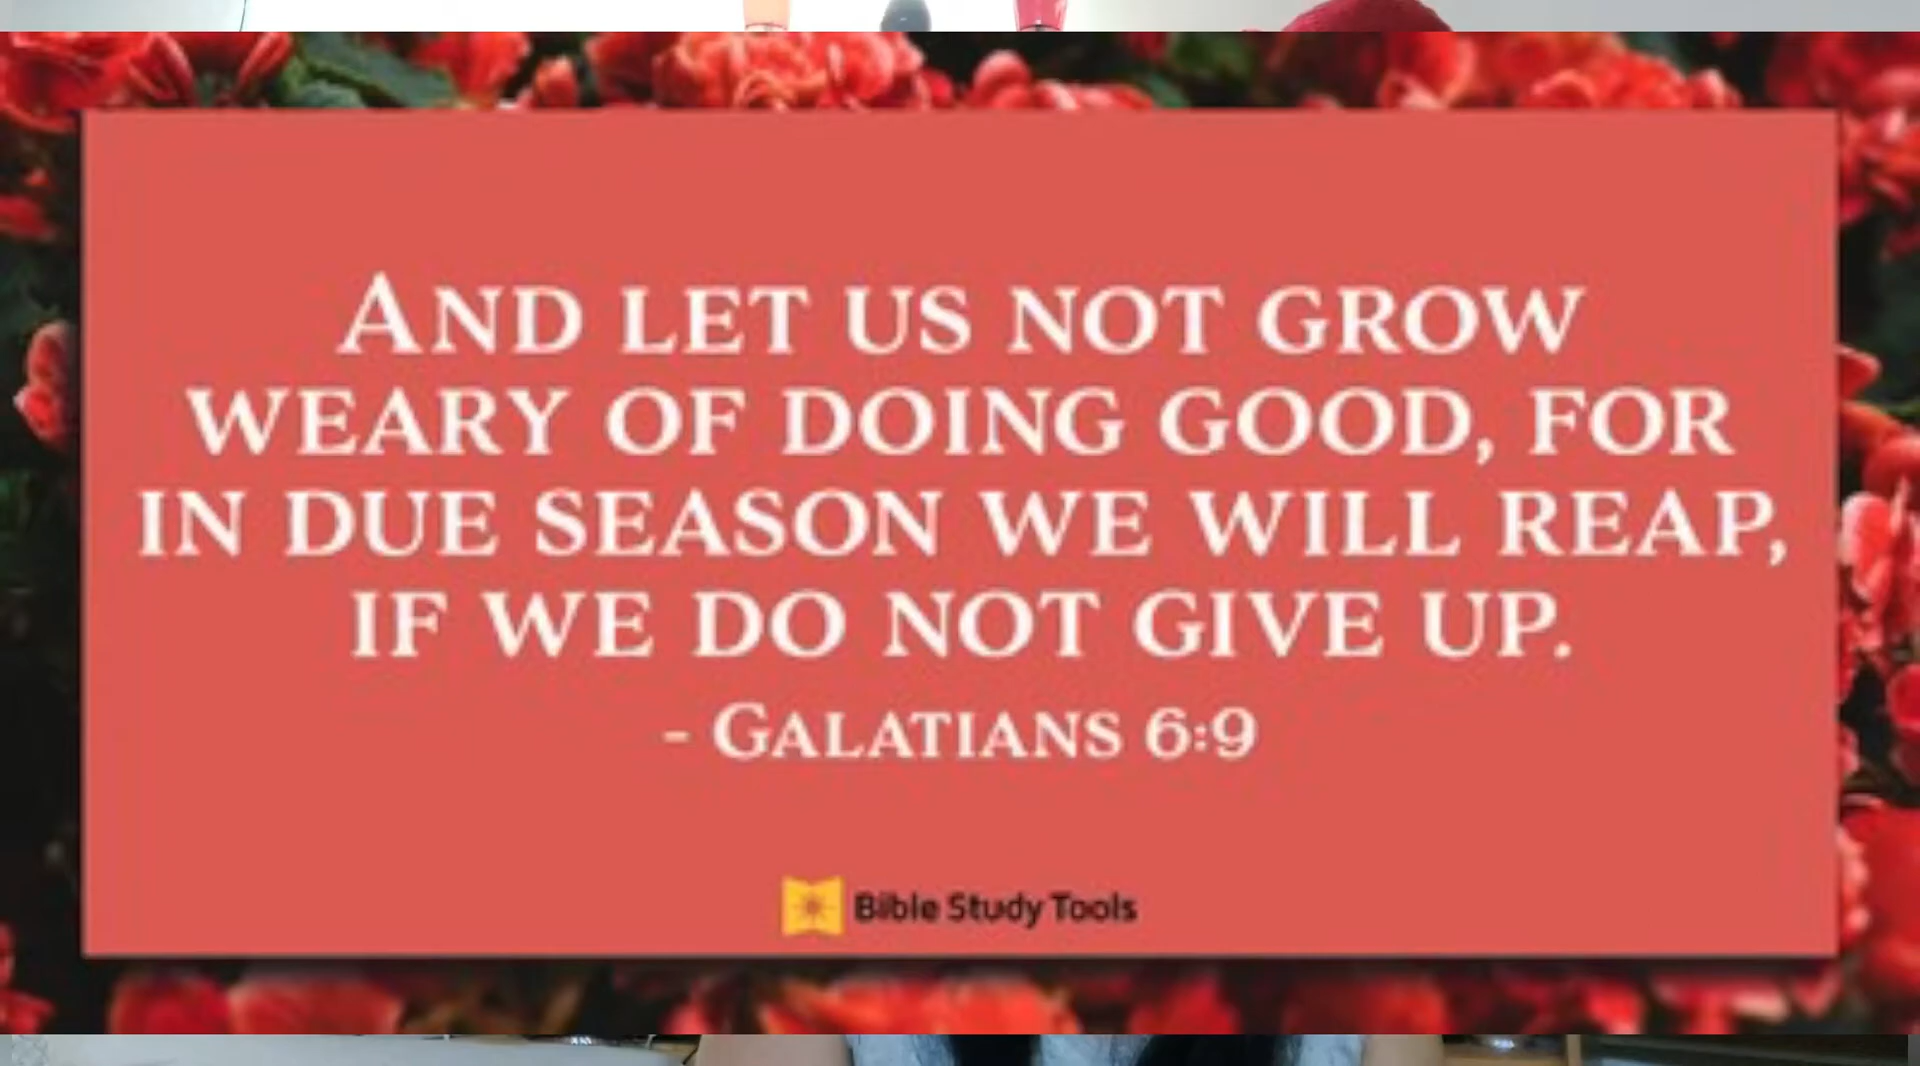 And let us not grow
weary of doing good, for
in due season we will reap,
if we do not give up.
- Galatians 6:9
Bible Study Tools